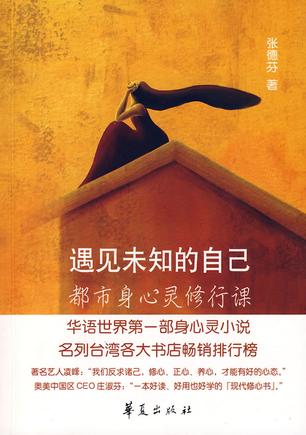 张德芬 著
遇见未知的自己
都市身心灵修行课
华语世界第一部身心灵小说
名列台湾各大书店畅销排行榜
著名艺人凌峰：“我们反求诸己，修心、正心、养心，才能有好的心态。”
奥美中国区CEO庄淑芬：“一本好读、好用也好学的「现代修心书」。”
华夏出版社